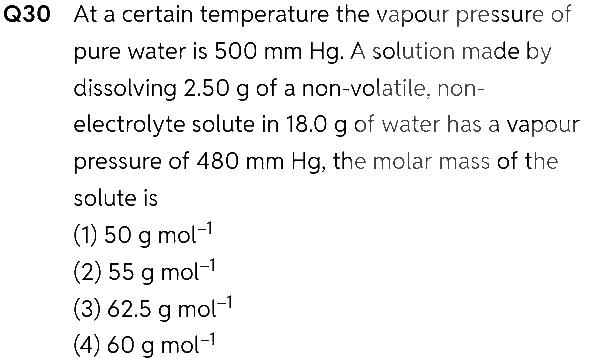 Q30 At a certain temperature the vapour pressure of
pure water is 500 mm Hg. A solution made by
dissolving 2.50 g of a non-volatile, non-
electrolyte solute in 18.0 g of water has a vapour
pressure of 480 mm Hg, the molar mass of the
solute is
(1) 50 g mol⁻¹
(2) 55 g mol⁻¹
(3) 62.5 g mol⁻¹
(4) 60 g mol⁻¹